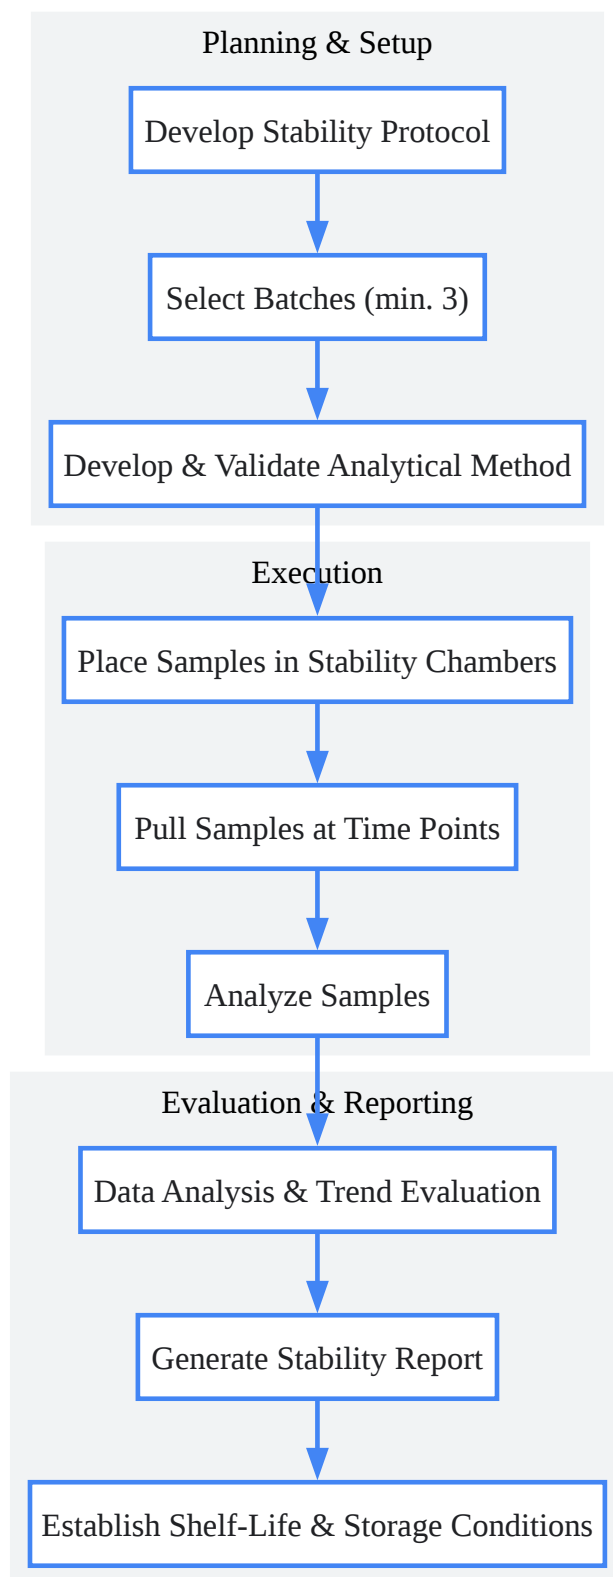 Planning & Setup
Develop Stability Protocol
Select Batches (min. 3)
Develop & Validate Analytical Method
Execution
Place Samples in Stability Chambers
Pull Samples at Time Points
Analyze Samples
Evaluation & Reporting
Data Analysis & Trend Evaluation
Generate Stability Report
Establish Shelf-Life & Storage Conditions